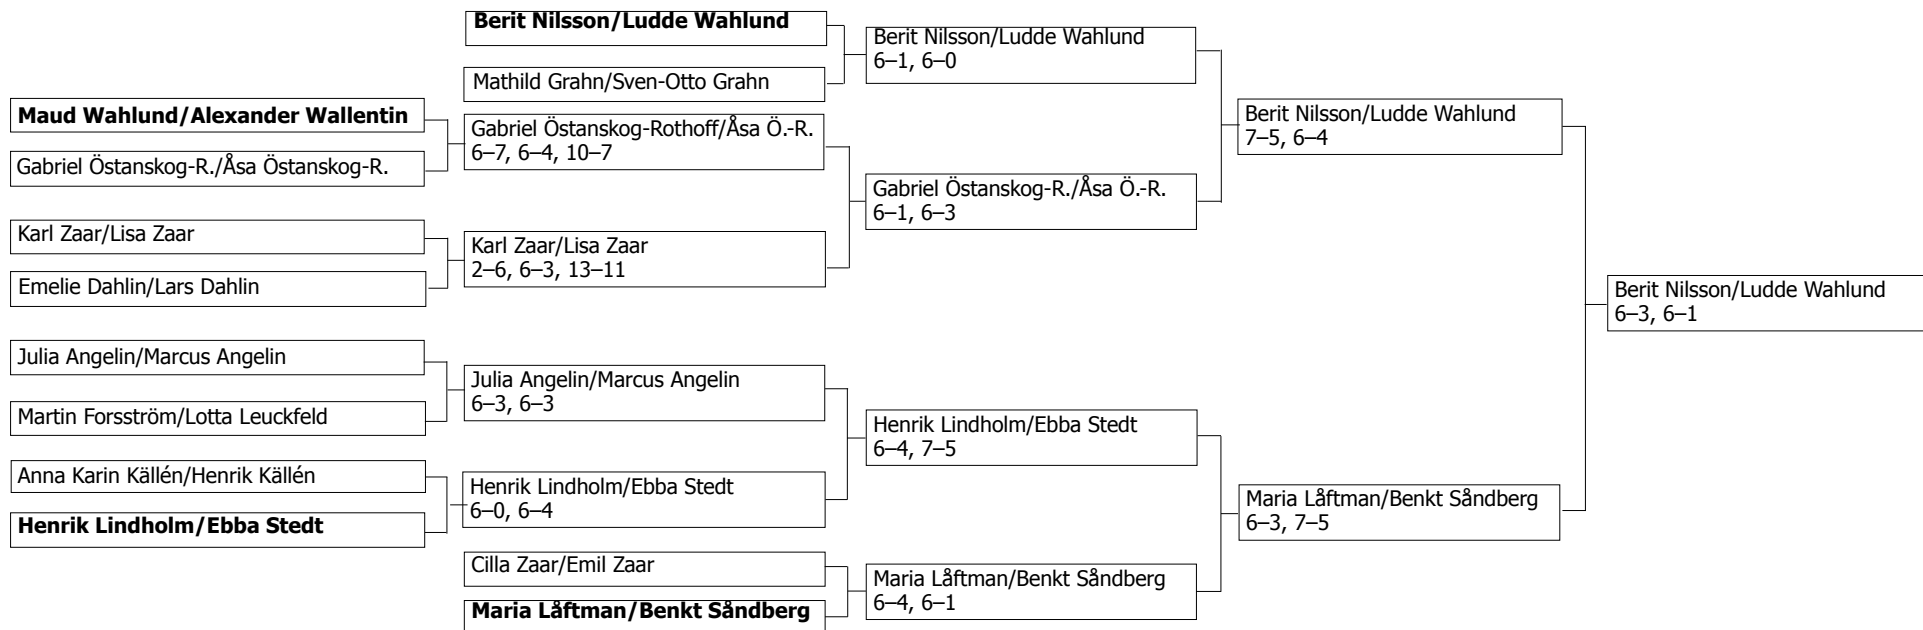 Berit Nilsson/Ludde Wahlund
Mathild Grahn/Sven-Otto Grahn
Maud Wahlund/Alexander Wallentin
Gabriel Östanskog-R./Åsa Östanskog-R.
Karl Zaar/Lisa Zaar
Emelie Dahlin/Lars Dahlin
Julia Angelin/Marcus Angelin
Martin Forsström/Lotta Leuckfeld
Anna Karin Källén/Henrik Källén
Henrik Lindholm/Ebba Stedt
Gabriel Östanskog-Rothoff/Åsa Ö.-R.
6–7, 6–4, 10–7
Karl Zaar/Lisa Zaar
2–6, 6–3, 13–11
Julia Angelin/Marcus Angelin
6–3, 6–3
Henrik Lindholm/Ebba Stedt
6–0, 6–4
Cilla Zaar/Emil Zaar
Maria Låftman/Benkt Såndberg
Berit Nilsson/Ludde Wahlund
6–1, 6–0
Gabriel Östanskog-R./Åsa Ö.-R.
6–1, 6–3
Henrik Lindholm/Ebba Stedt
6–4, 7–5
Maria Låftman/Benkt Såndberg
6–4, 6–1
Berit Nilsson/Ludde Wahlund
7–5, 6–4
Maria Låftman/Benkt Såndberg
6–3, 7–5
Berit Nilsson/Ludde Wahlund
6–3, 6–1